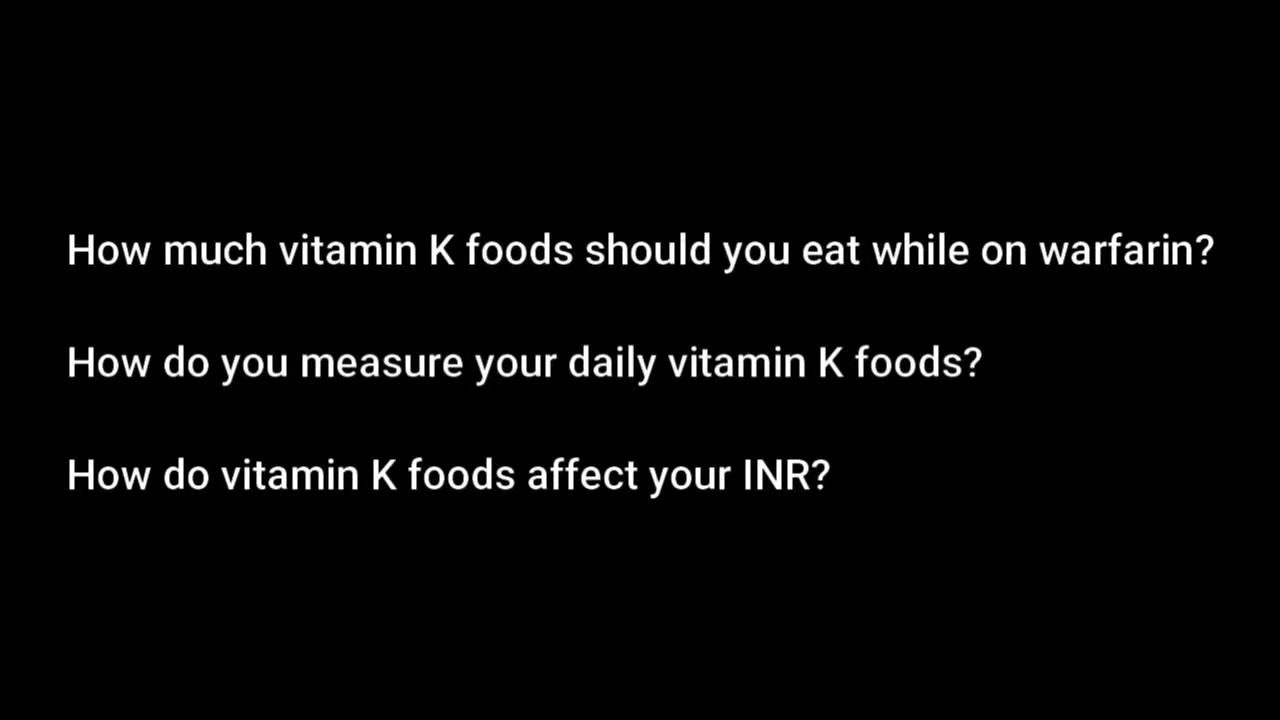 How much vitamin K foods should you eat while on warfarin?
How do you measure your daily vitamin K foods?
How do vitamin K foods affect your INR?